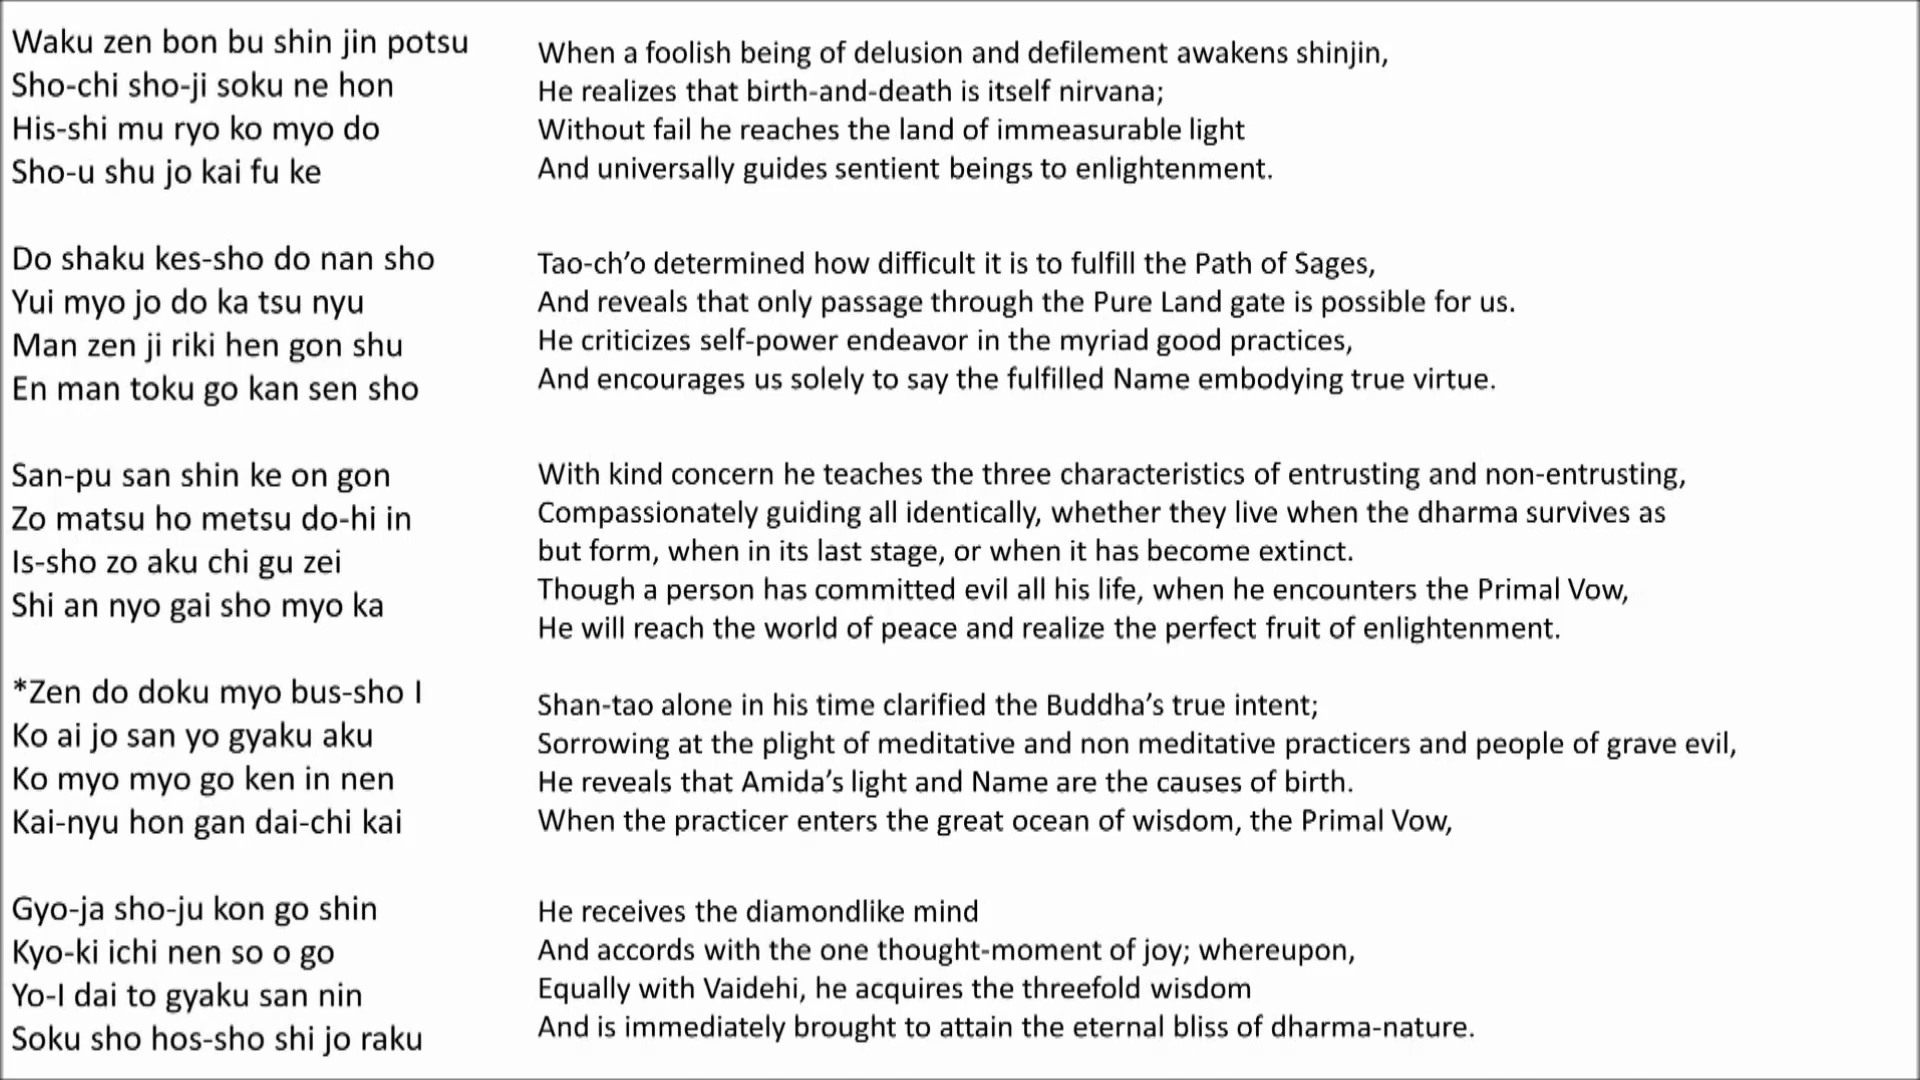 Waku zen bon bu shin jin potsu
Sho-chi sho-ji soku ne hon
His-shi mu ryo ko myo do
Sho-u shu jo kai fu ke
When a foolish being of delusion and defilement awakens shinjin,
He realizes that birth-and-death is itself nirvana;
Without fail he reaches the land of immeasurable light
And universally guides sentient beings to enlightenment.
Do shaku kes-sho do nan sho
Yui myo jo do ka tsu nyu
Man zen ji riki hen gon shu
En man toku go kan sen sho
Tao-ch’o determined how difficult it is to fulfill the Path of Sages,
And reveals that only passage through the Pure Land gate is possible for us.
He criticizes self-power endeavor in the myriad good practices,
And encourages us solely to say the fulfilled Name embodying true virtue.
San-pu san shin ke on gon
Zo matsu ho metsu do-hi in
Is-sho zo aku chi gu zei
Shi an nyo gai sho myo ka
With kind concern he teaches the three characteristics of entrusting and non-entrusting,
Compassionately guiding all identically, whether they live when the dharma survives as
but form, when in its last stage, or when it has become extinct.
Though a person has committed evil all his life, when he encounters the Primal Vow,
He will reach the world of peace and realize the perfect fruit of enlightenment.
*Zen do doku myo bus-sho I
Ko ai jo san yo gyaku aku
Ko myo myo go ken in nen
Kai-nyu hon gan dai-chi kai
Shan-tao alone in his time clarified the Buddha’s true intent;
Sorrowing at the plight of meditative and non meditative practicers and people of grave evil,
He reveals that Amida’s light and Name are the causes of birth.
When the practicer enters the great ocean of wisdom, the Primal Vow,
Gyo-ja sho-ju kon go shin
Kyo-ki ichi nen so o go
Yo-I dai to gyaku san nin
Soku sho hos-sho shi jo raku
He receives the diamondlike mind
And accords with the one thought-moment of joy; whereupon,
Equally with Vaidehi, he acquires the threefold wisdom
And is immediately brought to attain the eternal bliss of dharma-nature.